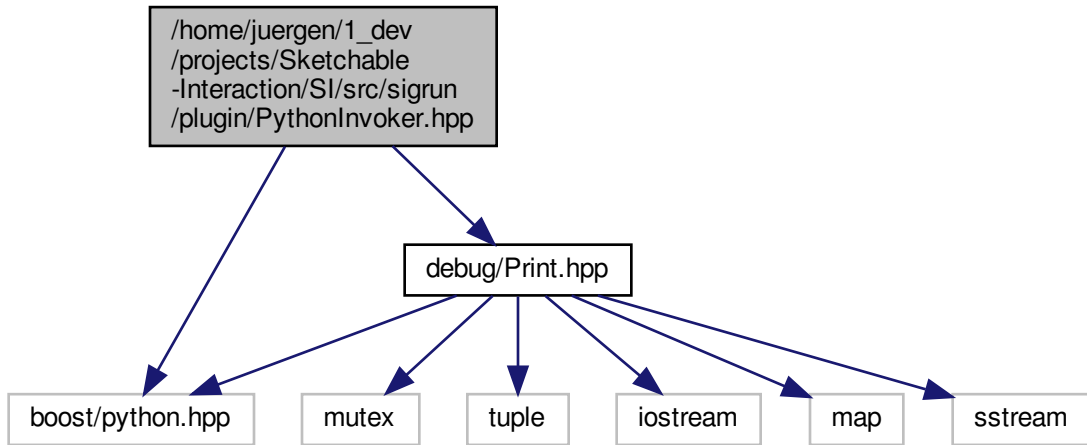 /home/juergen/1_dev
/projects/Sketchable
-Interaction/SI/src/sigrun
/plugin/PythonInvoker.hpp
debug/Print.hpp
boost/python.hpp
mutex
tuple
iostream
map
sstream